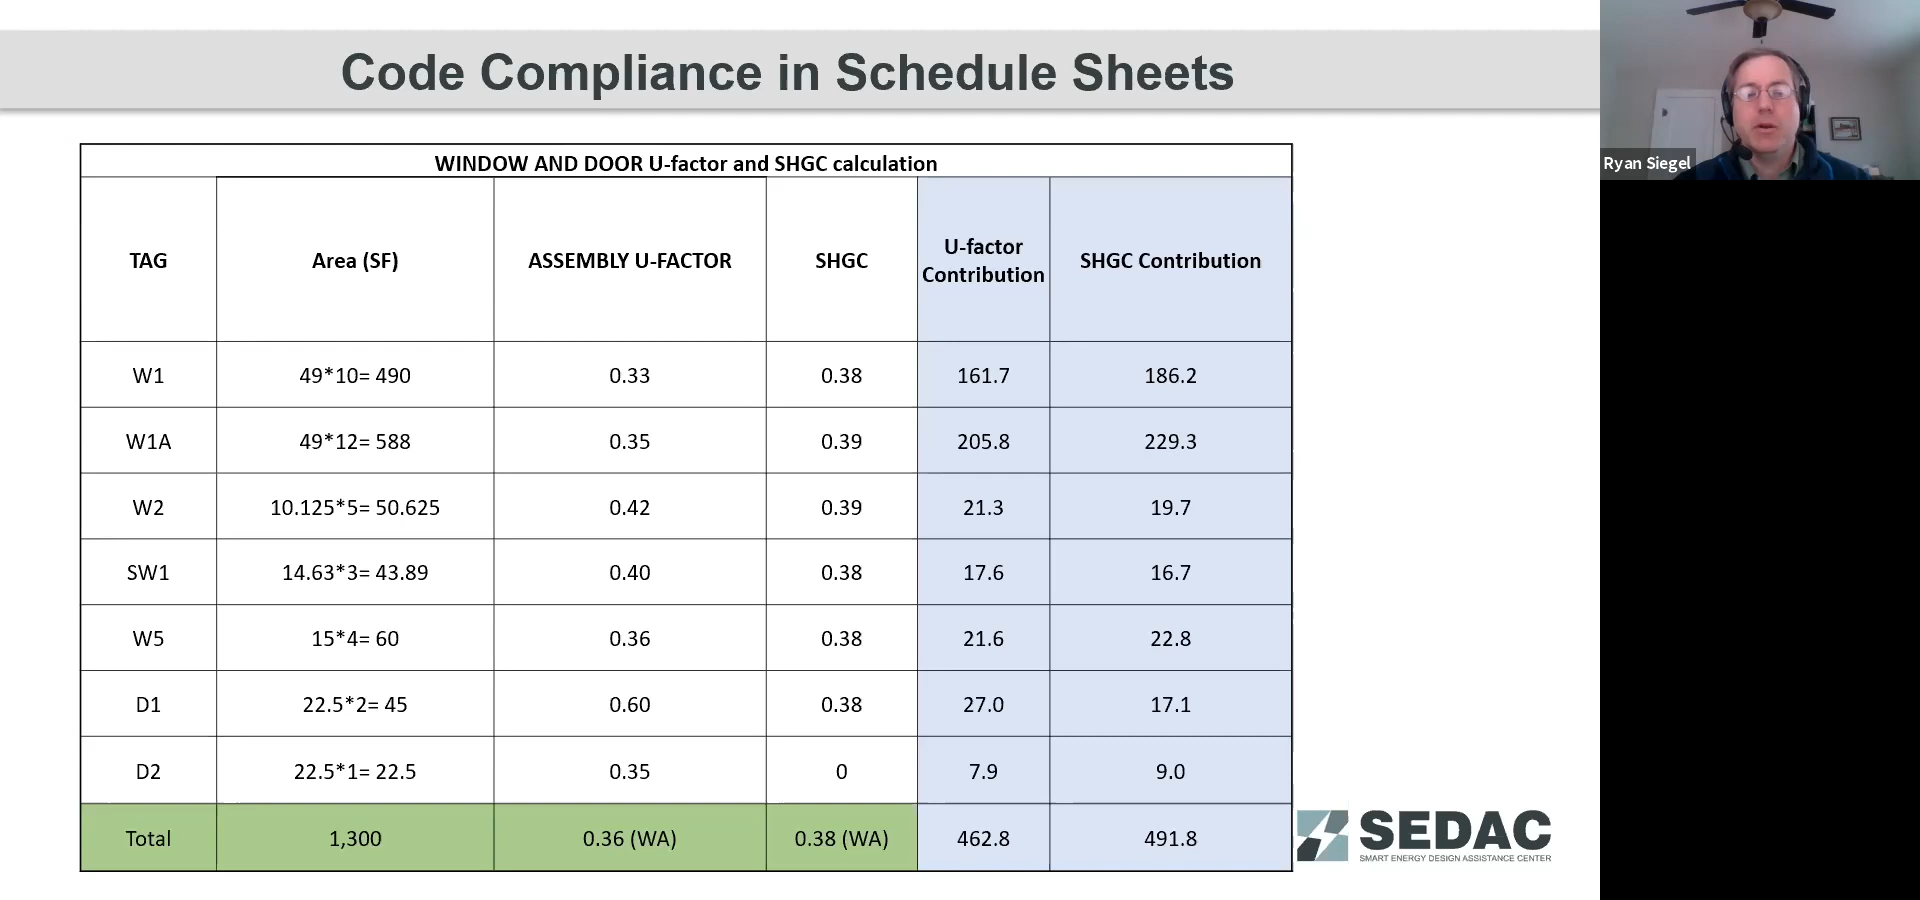 Code Compliance in Schedule Sheets
Ryan Siegel
WINDOW AND DOOR U-factor and SHGC calculation
TAG Area (SF) ASSEMBLY U-FACTOR SHGC U-factor Contribution SHGC Contribution
W1 49*10= 490 0.33 0.38 161.7 186.2
W1A 49*12= 588 0.35 0.39 205.8 229.3
W2 10.125*5= 50.625 0.42 0.39 21.3 19.7
SW1 14.63*3= 43.89 0.40 0.38 17.6 16.7
W5 15*4= 60 0.36 0.38 21.6 22.8
D1 22.5*2= 45 0.60 0.38 27.0 17.1
D2 22.5*1= 22.5 0.35 0 7.9 9.0
Total 1,300 0.36 (WA) 0.38 (WA) 462.8 491.8
SEDAC
SMART ENERGY DESIGN ASSISTANCE CENTER